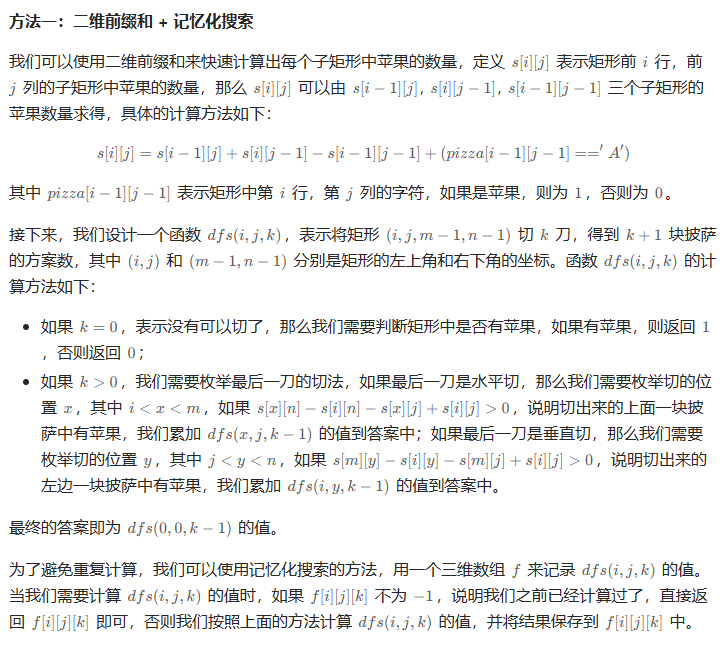 方法一：二维前缀和 + 记忆化搜索
我们可以使用二维前缀和来快速计算出每个子矩形中苹果的数量，定义 s[i][j] 表示矩形前 i 行，前
j 列的子矩形中苹果的数量，那么 s[i][j] 可以由 s[i − 1][j], s[i][j − 1], s[i − 1][j − 1] 三个子矩形的
苹果数量求得，具体的计算方法如下：
s[i][j] = s[i − 1][j] + s[i][j − 1] − s[i − 1][j − 1] + (pizza[i − 1][j − 1] ==′ A′)
其中 pizza[i − 1][j − 1] 表示矩形中第 i 行，第 j 列的字符，如果是苹果，则为 1，否则为 0。
接下来，我们设计一个函数 dfs(i, j, k)，表示将矩形 (i, j, m − 1, n − 1) 切 k 刀，得到 k + 1 块披萨
的方案数，其中 (i, j) 和 (m − 1, n − 1) 分别是矩形的左上角和右下角的坐标。函数 dfs(i, j, k) 的计
算方法如下：
• 如果 k = 0，表示没有可以切了，那么我们需要判断矩形中是否有苹果，如果有苹果，则返回 1
，否则返回 0；
• 如果 k > 0，我们需要枚举最后一刀的切法，如果最后一刀是水平切，那么我们需要枚举切的位
置 x，其中 i < x < m，如果 s[x][n] − s[i][n] − s[x][j] + s[i][j] > 0，说明切出来的上面一块披
萨中有苹果，我们累加 dfs(x, j, k − 1) 的值到答案中；如果最后一刀是垂直切，那么我们需要
枚举切的位置 y，其中 j < y < n，如果 s[m][y] − s[i][y] − s[m][j] + s[i][j] > 0，说明切出来的
左边一块披萨中有苹果，我们累加 dfs(i, y, k − 1) 的值到答案中。
最终的答案即为 dfs(0, 0, k − 1) 的值。
为了避免重复计算，我们可以使用记忆化搜索的方法，用一个三维数组 f 来记录 dfs(i, j, k) 的值。
当我们需要计算 dfs(i, j, k) 的值时，如果 f[i][j][k] 不为 −1，说明我们之前已经计算过了，直接返
回 f[i][j][k] 即可，否则我们按照上面的方法计算 dfs(i, j, k) 的值，并将结果保存到 f[i][j][k] 中。